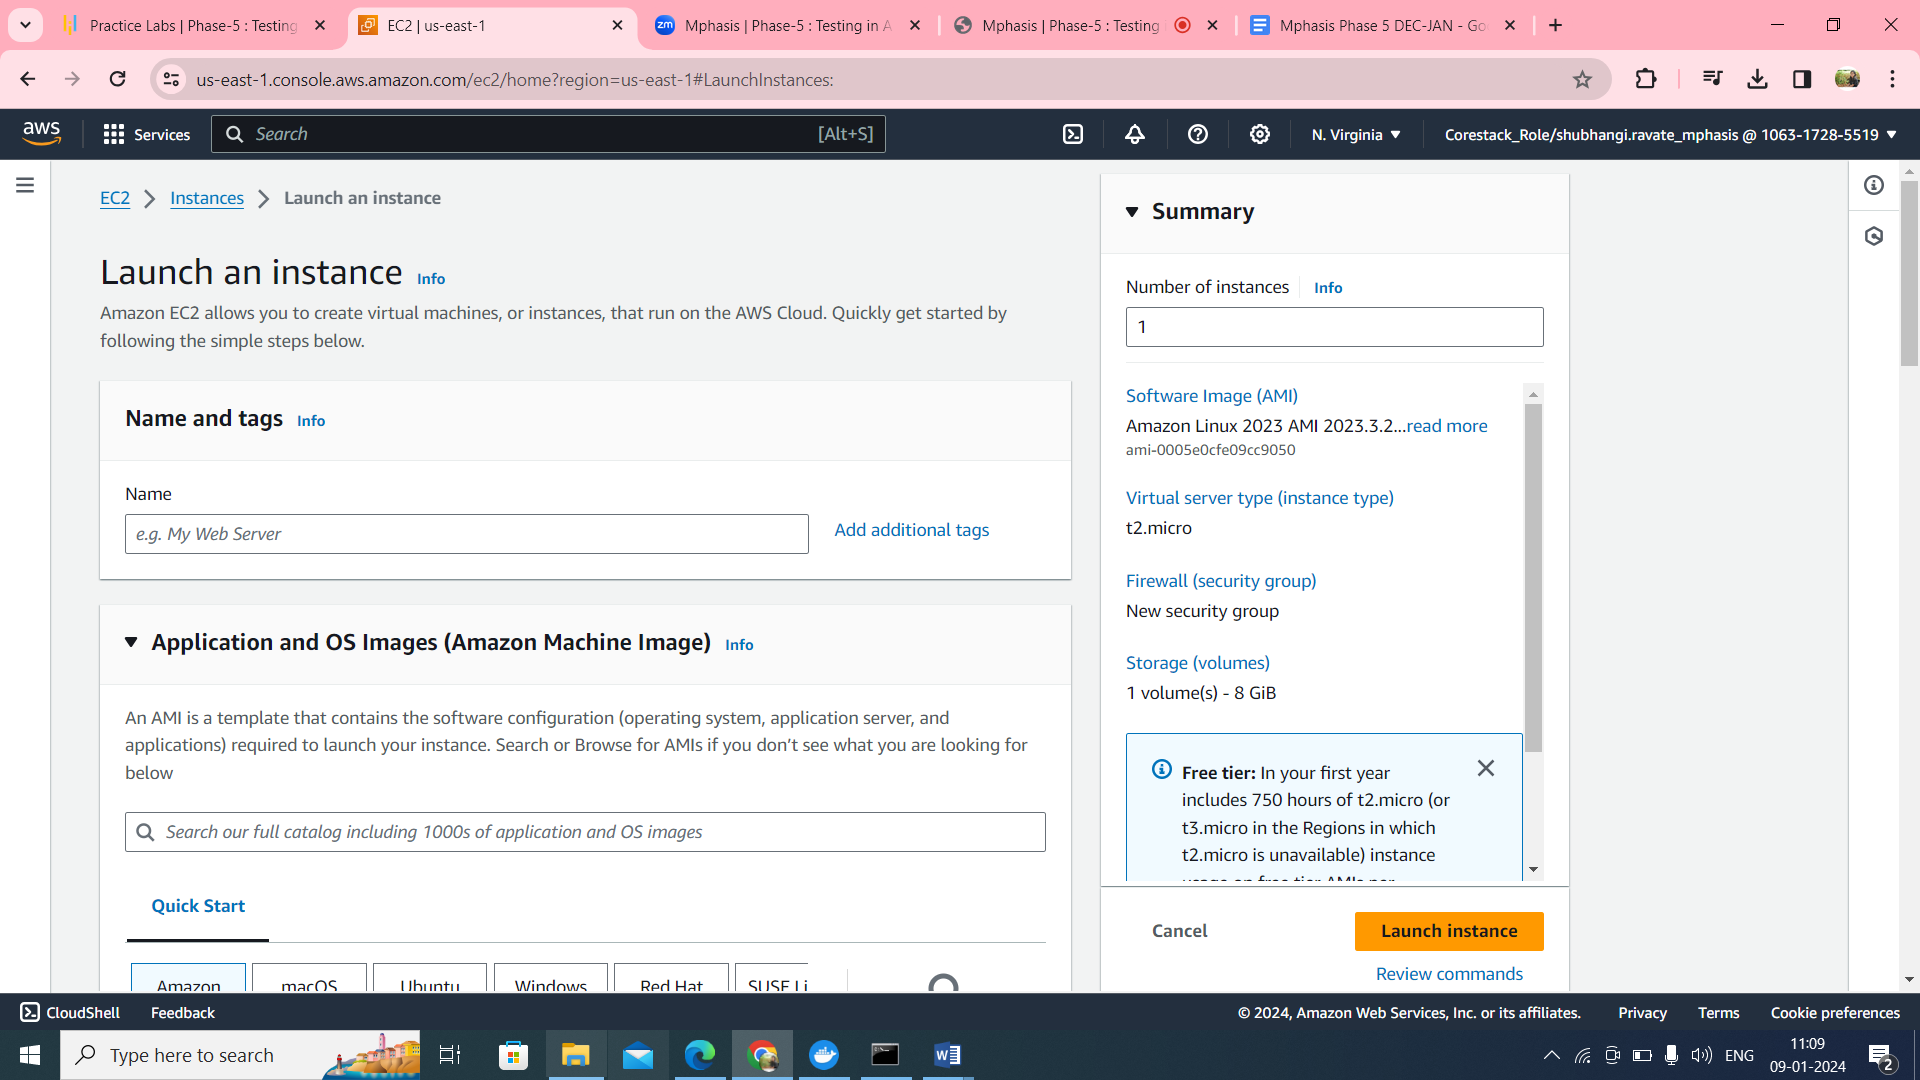 Practice Labs | Phase-5 : Testing
EC2 | us-east-1
zm
Mphasis | Phase-5 : Testing in A
Mphasis | Phase-5 : Testing
Mphasis Phase 5 DEC-JAN - Go
us-east-1.console.aws.amazon.com/ec2/home?region=us-east-1#LaunchInstances:
aws
Services
Search
[Alt+S]
N. Virginia
Corestack_Role/shubhangi.ravate_mphasis @ 1063-1728-5519
EC2
Instances
Launch an instance
Launch an instance Info
Amazon EC2 allows you to create virtual machines, or instances, that run on the AWS Cloud. Quickly get started by
following the simple steps below.
Name and tags Info
Name
e.g. My Web Server
Add additional tags
Application and OS Images (Amazon Machine Image) Info
An AMI is a template that contains the software configuration (operating system, application server, and
applications) required to launch your instance. Search or Browse for AMIs if you don’t see what you are looking for
below
Search our full catalog including 1000s of application and OS images
Quick Start
Amazon
macOS
Ubuntu
Windows
Red Hat
SUSE Li
Summary
Number of instances Info
1
Software Image (AMI)
Amazon Linux 2023 AMI 2023.3.2...read more
ami-0005e0cfe09cc9050
Virtual server type (instance type)
t2.micro
Firewall (security group)
New security group
Storage (volumes)
1 volume(s) - 8 GiB
Free tier: In your first year
includes 750 hours of t2.micro (or
t3.micro in the Regions in which
t2.micro is unavailable) instance
usage on free tier AMIs per
Cancel
Launch instance
Review commands
CloudShell
Feedback
© 2024, Amazon Web Services, Inc. or its affiliates.
Privacy
Terms
Cookie preferences
Type here to search
ENG
11:09
09-01-2024
2